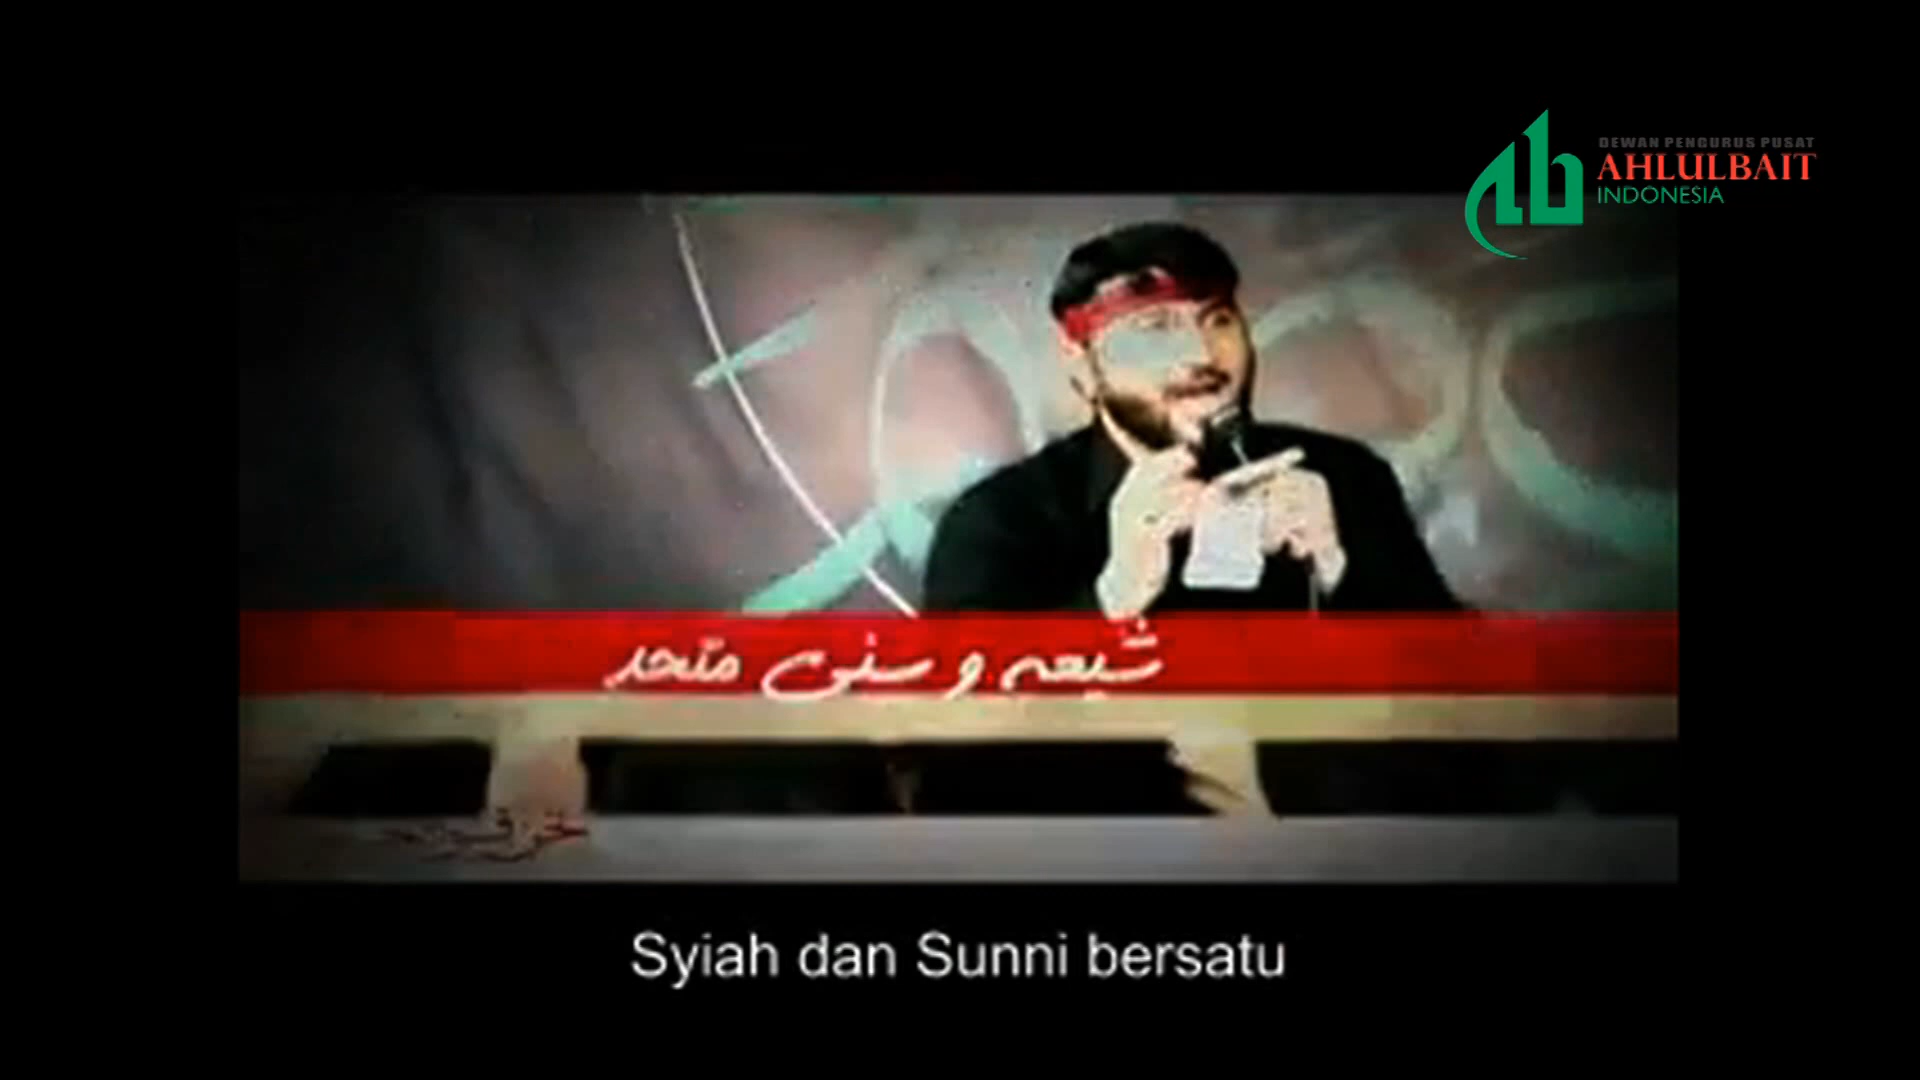 DEWAN PENGURUS PUSAT
AHLULBAIT
INDONESIA
شیعه و سنی متحد
Syiah dan Sunni bersatu